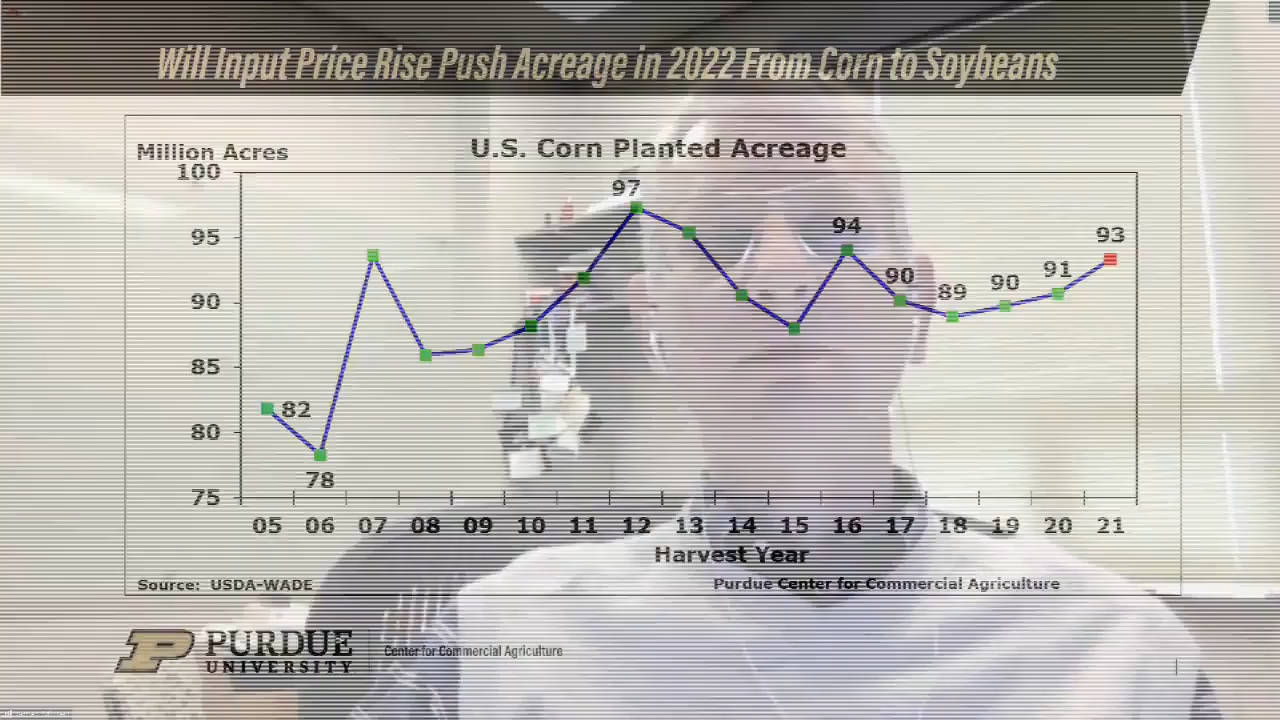 Will Input Price Rise Push Acreage in 2022 From Corn to Soybeans
U.S. Corn Planted Acreage
Million Acres
100
95
90
85
80
75
82
78
97
94
90
89
90
91
93
05 06 07 08 09 10 11 12 13 14 15 16 17 18 19 20 21
Harvest Year
Source: USDA-WADE
Purdue Center for Commercial Agriculture
PURDUE
UNIVERSITY
Center for Commercial Agriculture